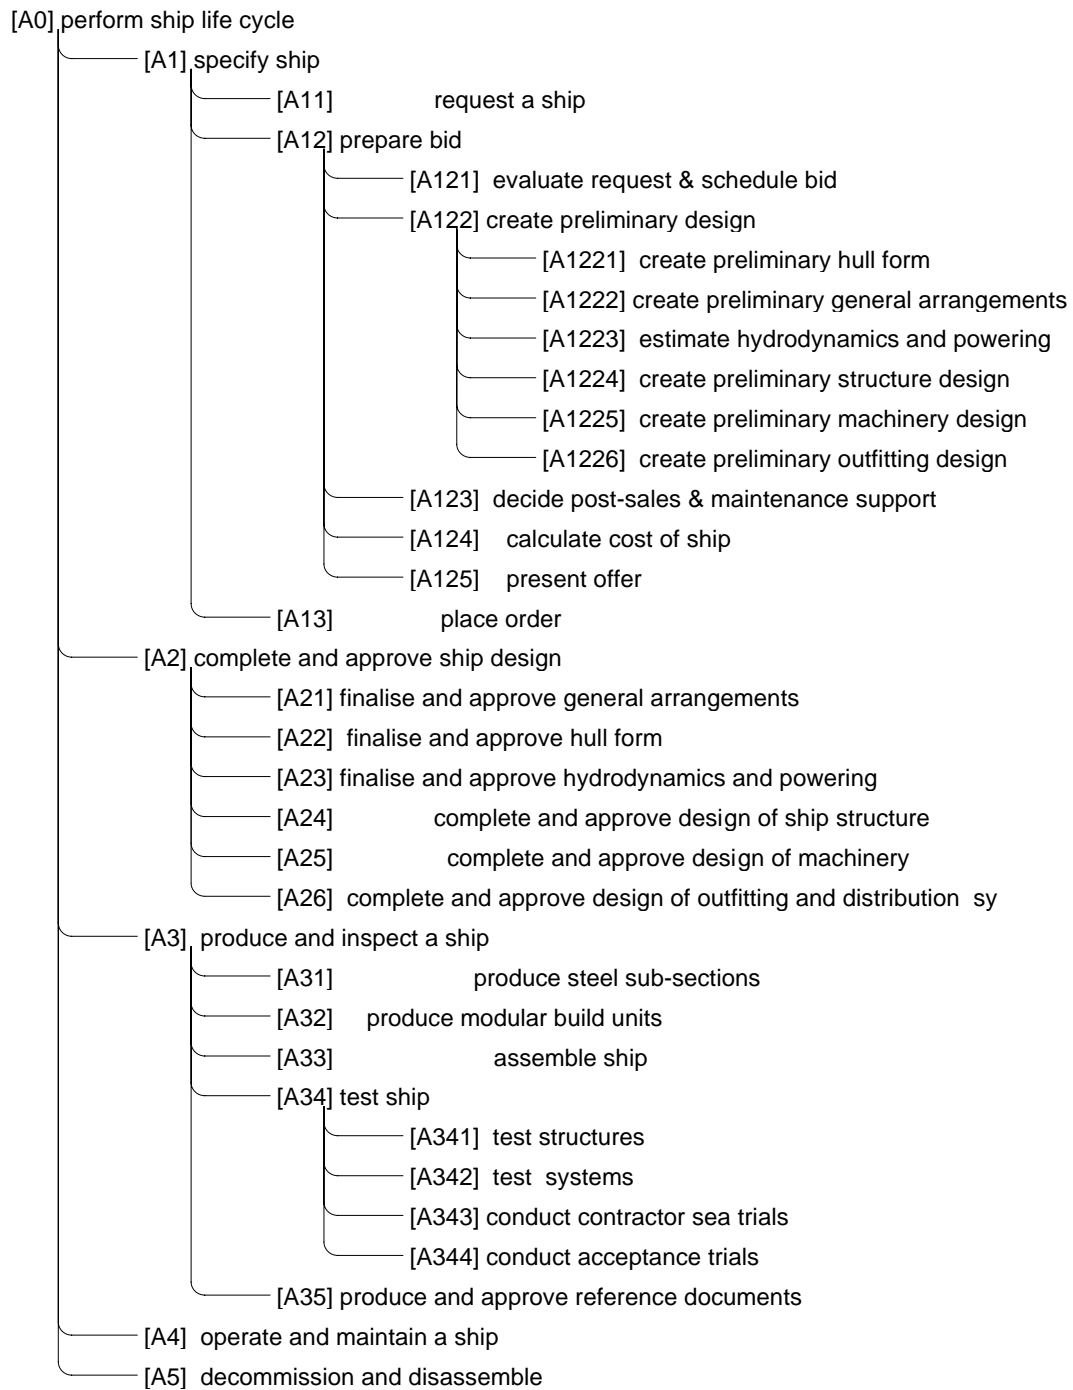 [A0] perform ship life cycle
[A1] specify ship
[A11] request a ship
[A12] prepare bid
[A121] evaluate request & schedule bid
[A122] create preliminary design
[A1221] create preliminary hull form
[A1222] create preliminary general arrangements
[A1223] estimate hydrodynamics and powering
[A1224] create preliminary structure design
[A1225] create preliminary machinery design
[A1226] create preliminary outfitting design
[A123] decide post-sales & maintenance support
[A124] calculate cost of ship
[A125] present offer
[A13] place order
[A2] complete and approve ship design
[A21] finalise and approve general arrangements
[A22] finalise and approve hull form
[A23] finalise and approve hydrodynamics and powering
[A24] complete and approve design of ship structure
[A25] complete and approve design of machinery
[A26] complete and approve design of outfitting and distribution sy
[A3] produce and inspect a ship
[A31] produce steel sub-sections
[A32] produce modular build units
[A33] assemble ship
[A34] test ship
[A341] test structures
[A342] test systems
[A343] conduct contractor sea trials
[A344] conduct acceptance trials
[A35] produce and approve reference documents
[A4] operate and maintain a ship
[A5] decommission and disassemble